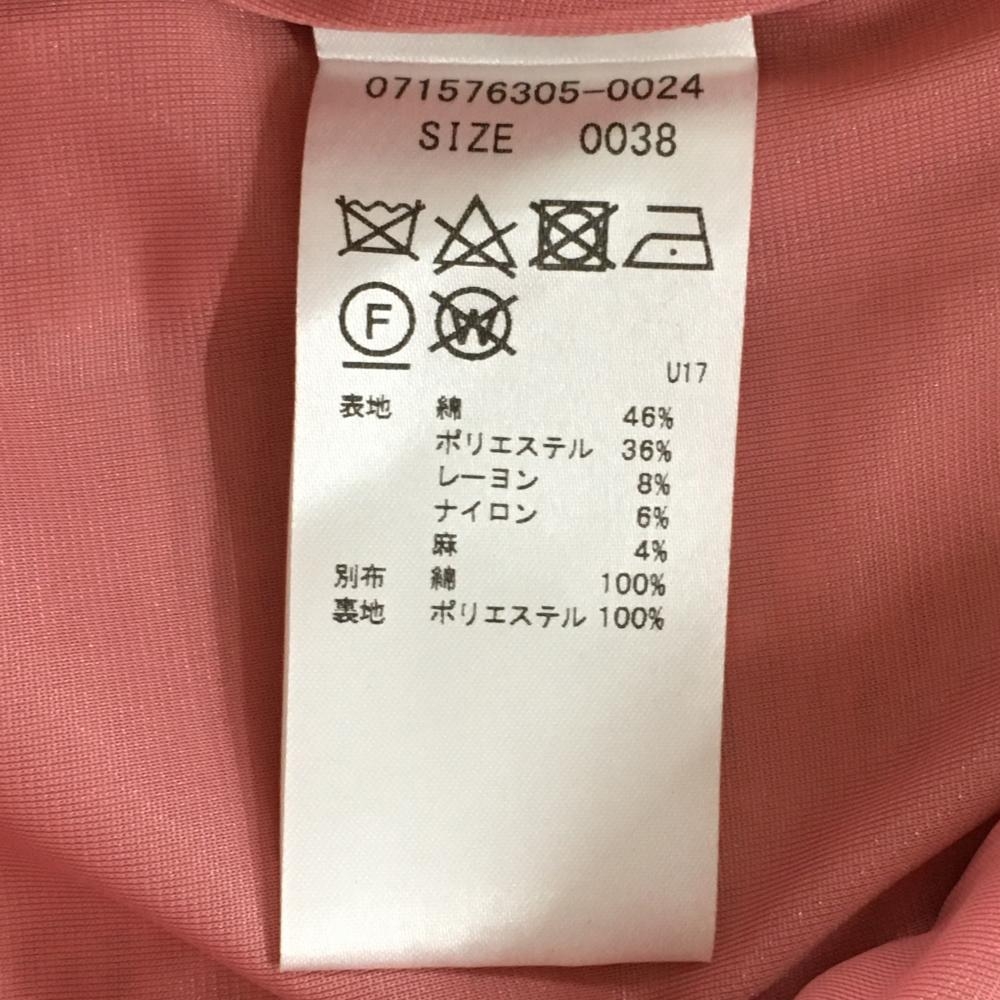 071576305-0024
SIZE 0038
F
W
U17
表地 綿 46%
ポリエステル 36%
レーヨン 8%
ナイロン 6%
麻 4%
別布 綿 100%
裏地 ポリエステル 100%